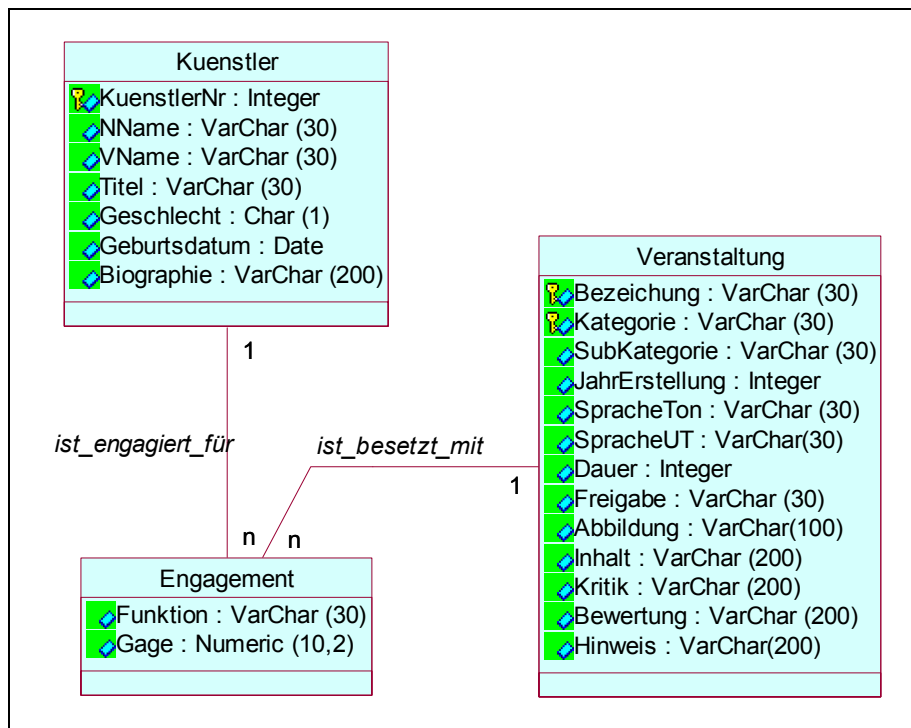 Kuenstler
KuenstlerNr : Integer
NName : VarChar (30)
VName : VarChar (30)
Titel : VarChar (30)
Geschlecht : Char (1)
Geburtsdatum : Date
Biographie : VarChar (200)
Veranstaltung
Bezeichung : VarChar (30)
Kategorie : VarChar (30)
SubKategorie : VarChar (30)
JahrErstellung : Integer
SpracheTon : VarChar (30)
SpracheUT : VarChar(30)
Dauer : Integer
Freigabe : VarChar (30)
Abbildung : VarChar(100)
Inhalt : VarChar (200)
Kritik : VarChar (200)
Bewertung : VarChar (200)
Hinweis : VarChar(200)
1
ist_engagiert_für
ist_besetzt_mit
1
n
n
Engagement
Funktion : VarChar (30)
Gage : Numeric (10,2)